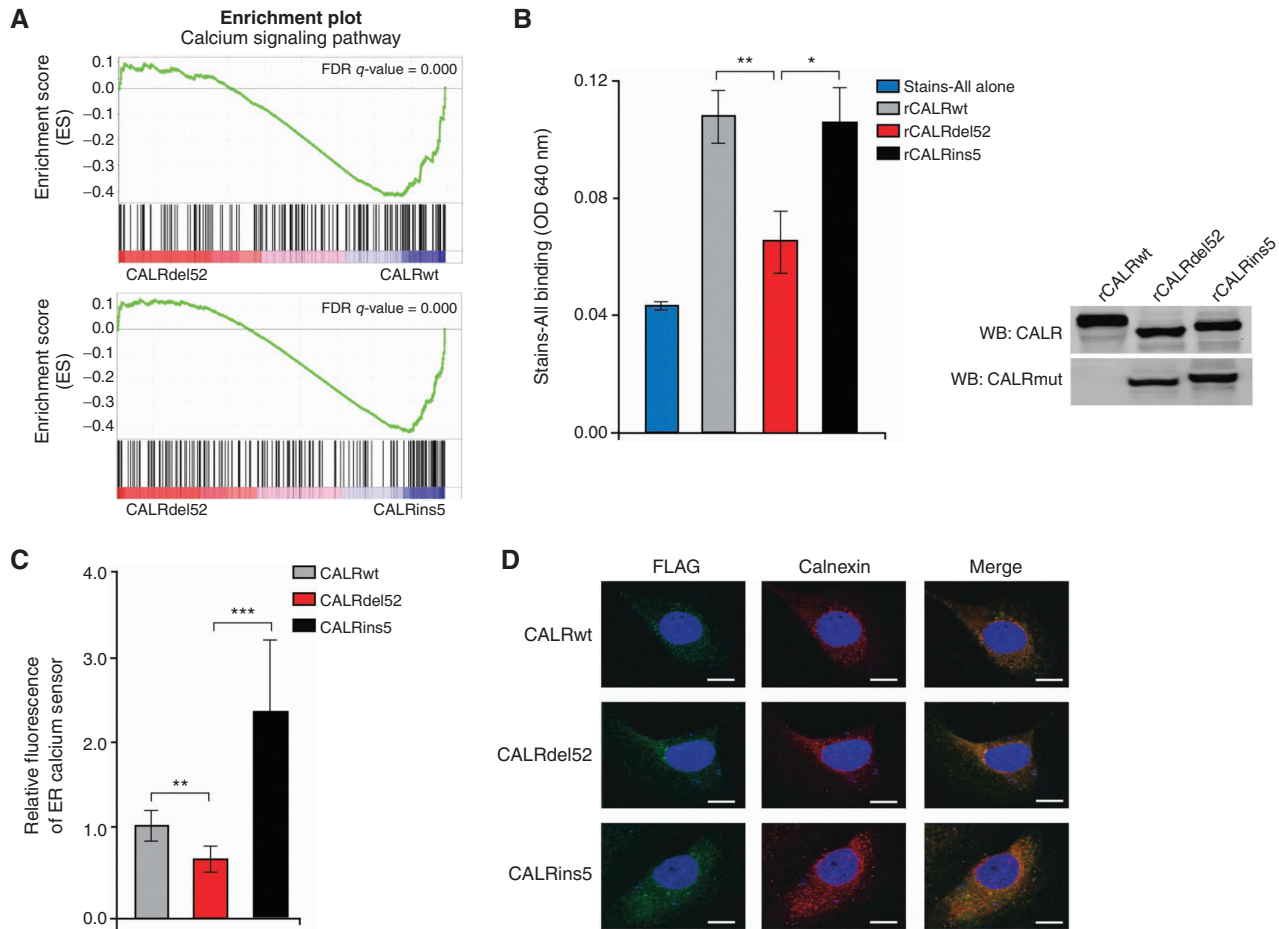 A
Enrichment plot
Calcium signaling pathway
Enrichment score
(ES)
0.1
0.0
−0.1
−0.2
−0.3
−0.4
FDR q-value = 0.000
CALRdel52
CALRwt
Enrichment score
(ES)
0.1
0.0
−0.1
−0.2
−0.3
−0.4
FDR q-value = 0.000
CALRdel52
CALRins5
B
Stains-All binding (OD 640 nm)
0.12
0.08
0.04
0.00
**
*
Stains-All alone
rCALRwt
rCALRdel52
rCALRins5
rCALRwt
rCALRdel52
rCALRins5
WB: CALR
WB: CALRmut
C
Relative fluorescence
of ER calcium sensor
4.0
3.0
2.0
1.0
0.0
**
***
CALRwt
CALRdel52
CALRins5
D
FLAG
Calnexin
Merge
CALRwt
CALRdel52
CALRins5